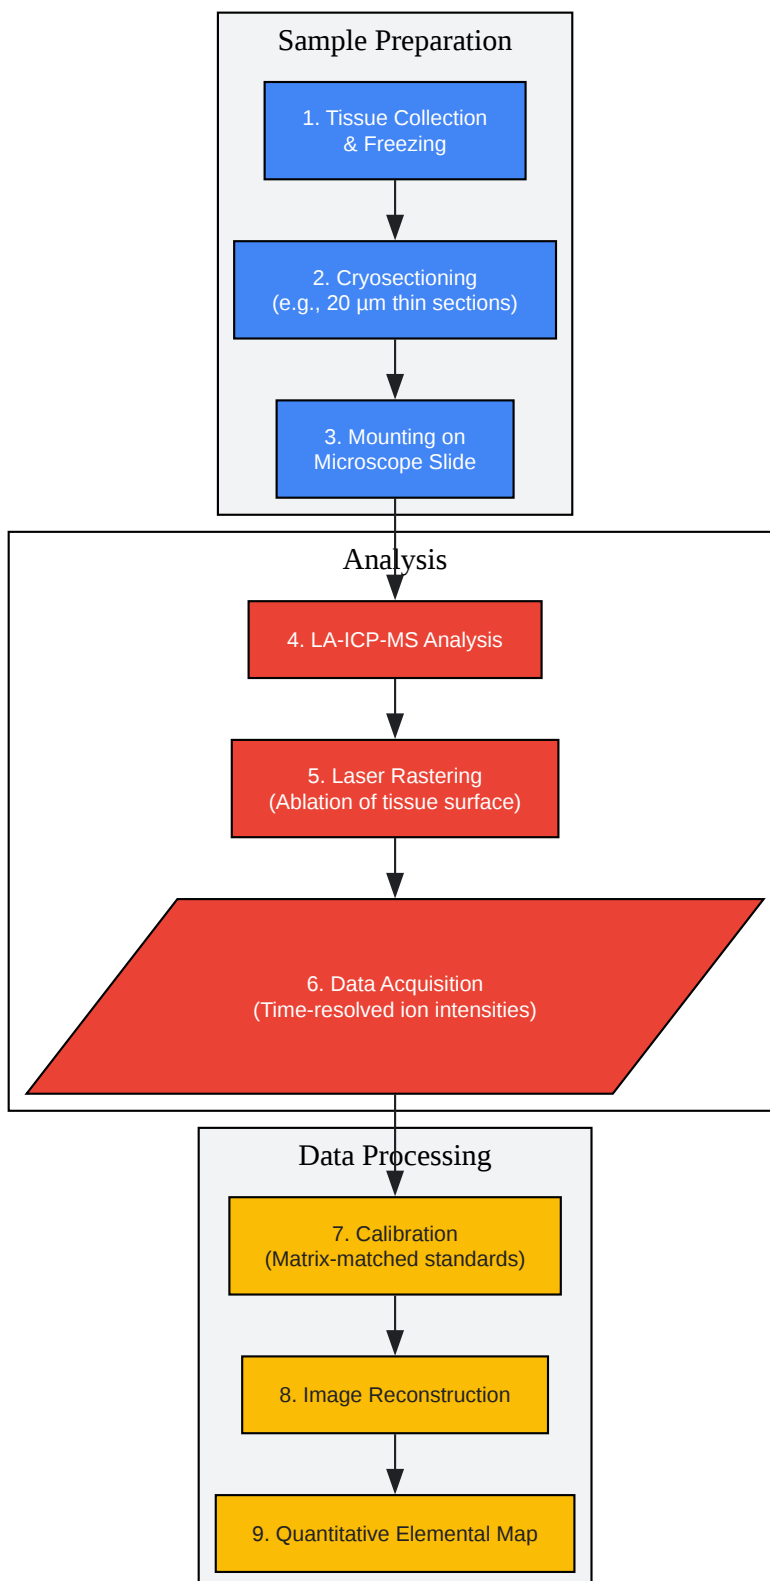 Sample Preparation
1. Tissue Collection
& Freezing
2. Cryosectioning
(e.g., 20 µm thin sections)
3. Mounting on
Microscope Slide
Analysis
4. LA-ICP-MS Analysis
5. Laser Rastering
(Ablation of tissue surface)
6. Data Acquisition
(Time-resolved ion intensities)
Data Processing
7. Calibration
(Matrix-matched standards)
8. Image Reconstruction
9. Quantitative Elemental Map